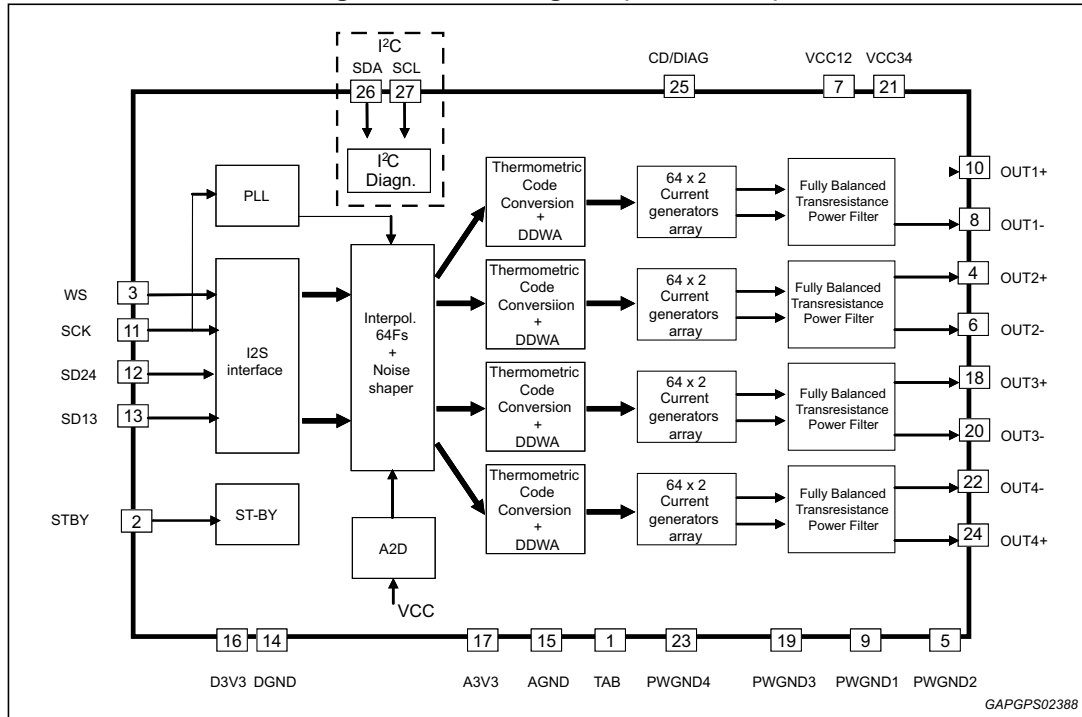 I²C
SDA SCL
26 27
I²C
Diagn.
CD/DIAG
25
VCC12 VCC34
7 21
PLL
WS 3
SCK 11
SD24 12
SD13 13
I2S
interface
STBY 2
ST-BY
Interpol.
64Fs
+
Noise
shaper
A2D
VCC
Thermometric
Code
Conversion
+
DDWA
64 x 2
Current
generators
array
Fully Balanced
Transresistance
Power Filter
10 OUT1+
8 OUT1-
Thermometric
Code
Conversiion
+
DDWA
64 x 2
Current
generators
array
Fully Balanced
Transresistance
Power Filter
4 OUT2+
6 OUT2-
Thermometric
Code
Conversion
+
DDWA
64 x 2
Current
generators
array
Fully Balanced
Transresistance
Power Filter
18 OUT3+
20 OUT3-
Thermometric
Code
Conversion
+
DDWA
64 x 2
Current
generators
array
Fully Balanced
Transresistance
Power Filter
22 OUT4-
24 OUT4+
16 14 17 15 1 23 19 9 5
D3V3 DGND A3V3 AGND TAB PWGND4 PWGND3 PWGND1 PWGND2
GAPGPS02388